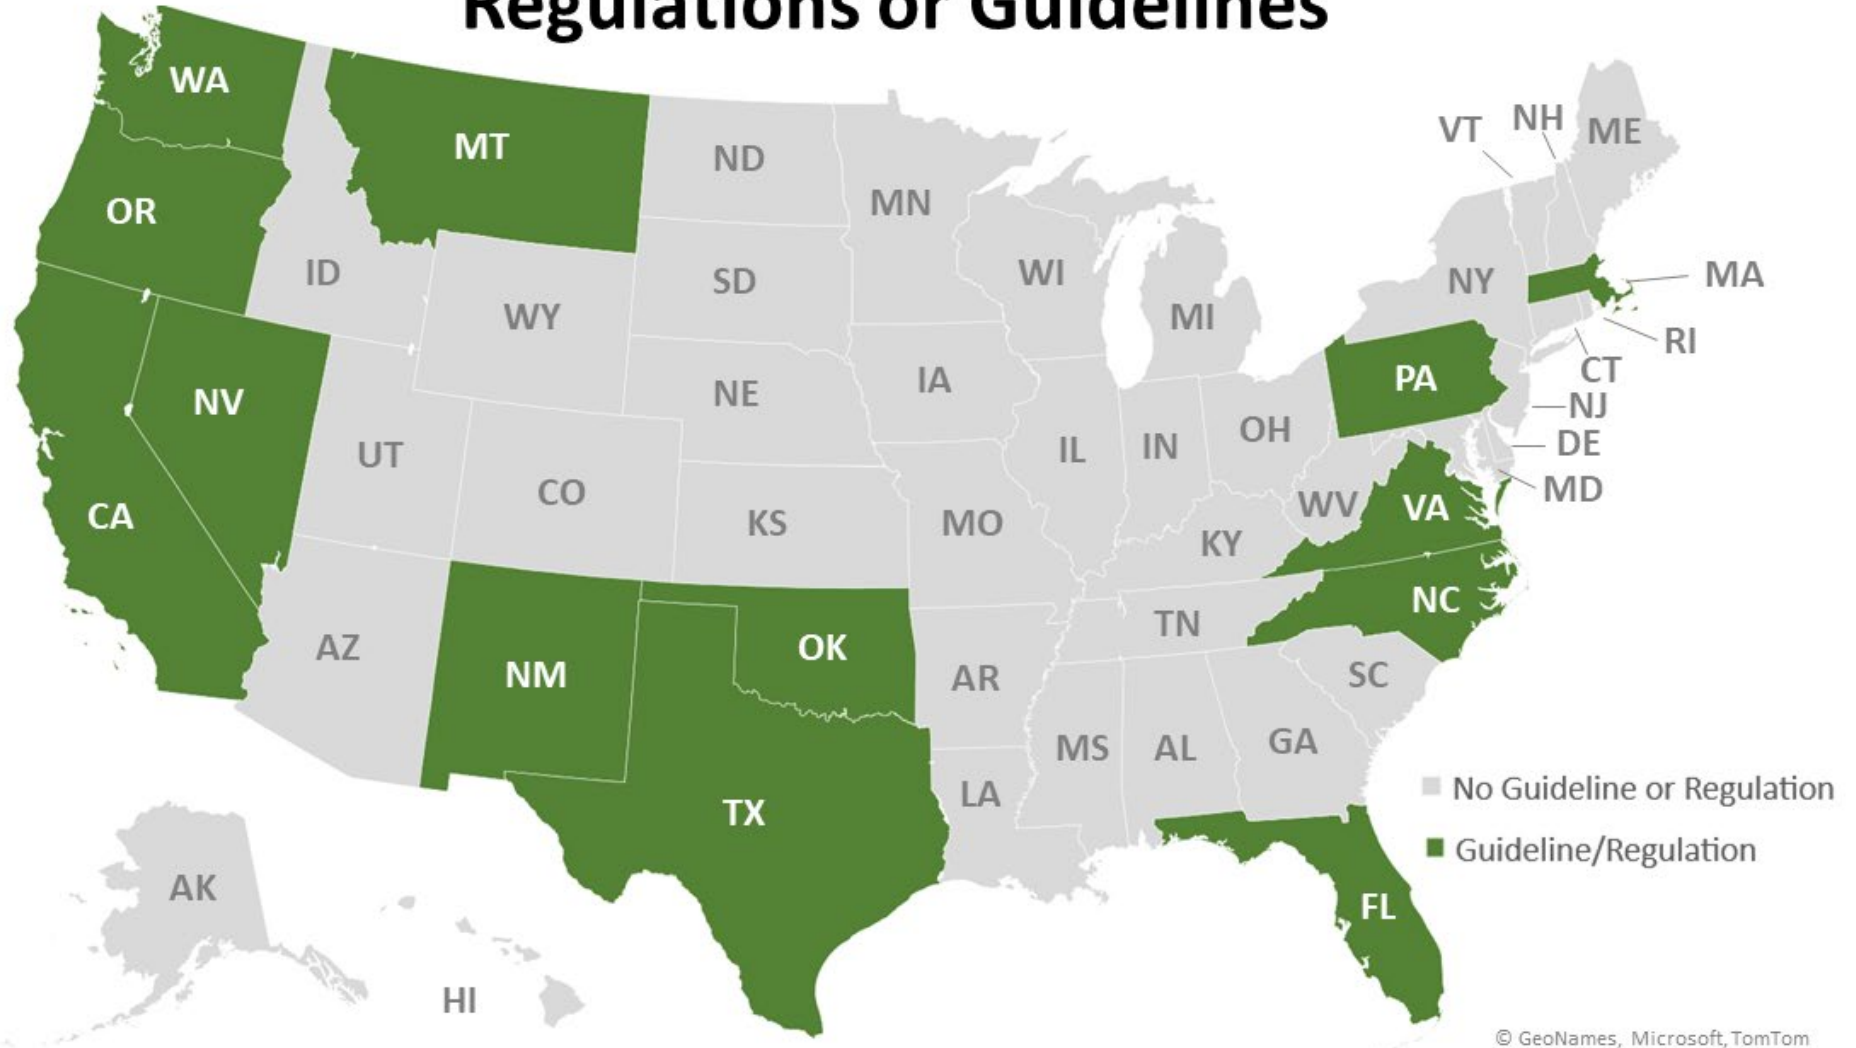 Regulations or Guidelines
WA
MT
ND
MN
VT
NH
ME
OR
ID
SD
WI
MI
NY
MA
WY
RI
CT
NV
NE
IA
PA
NJ
UT
CO
IL
IN
OH
DE
MD
CA
KS
MO
WV
VA
KY
NC
TN
AZ
NM
OK
AR
SC
MS
AL
GA
TX
LA
No Guideline or Regulation
Guideline/Regulation
AK
FL
HI
© GeoNames, Microsoft, TomTom